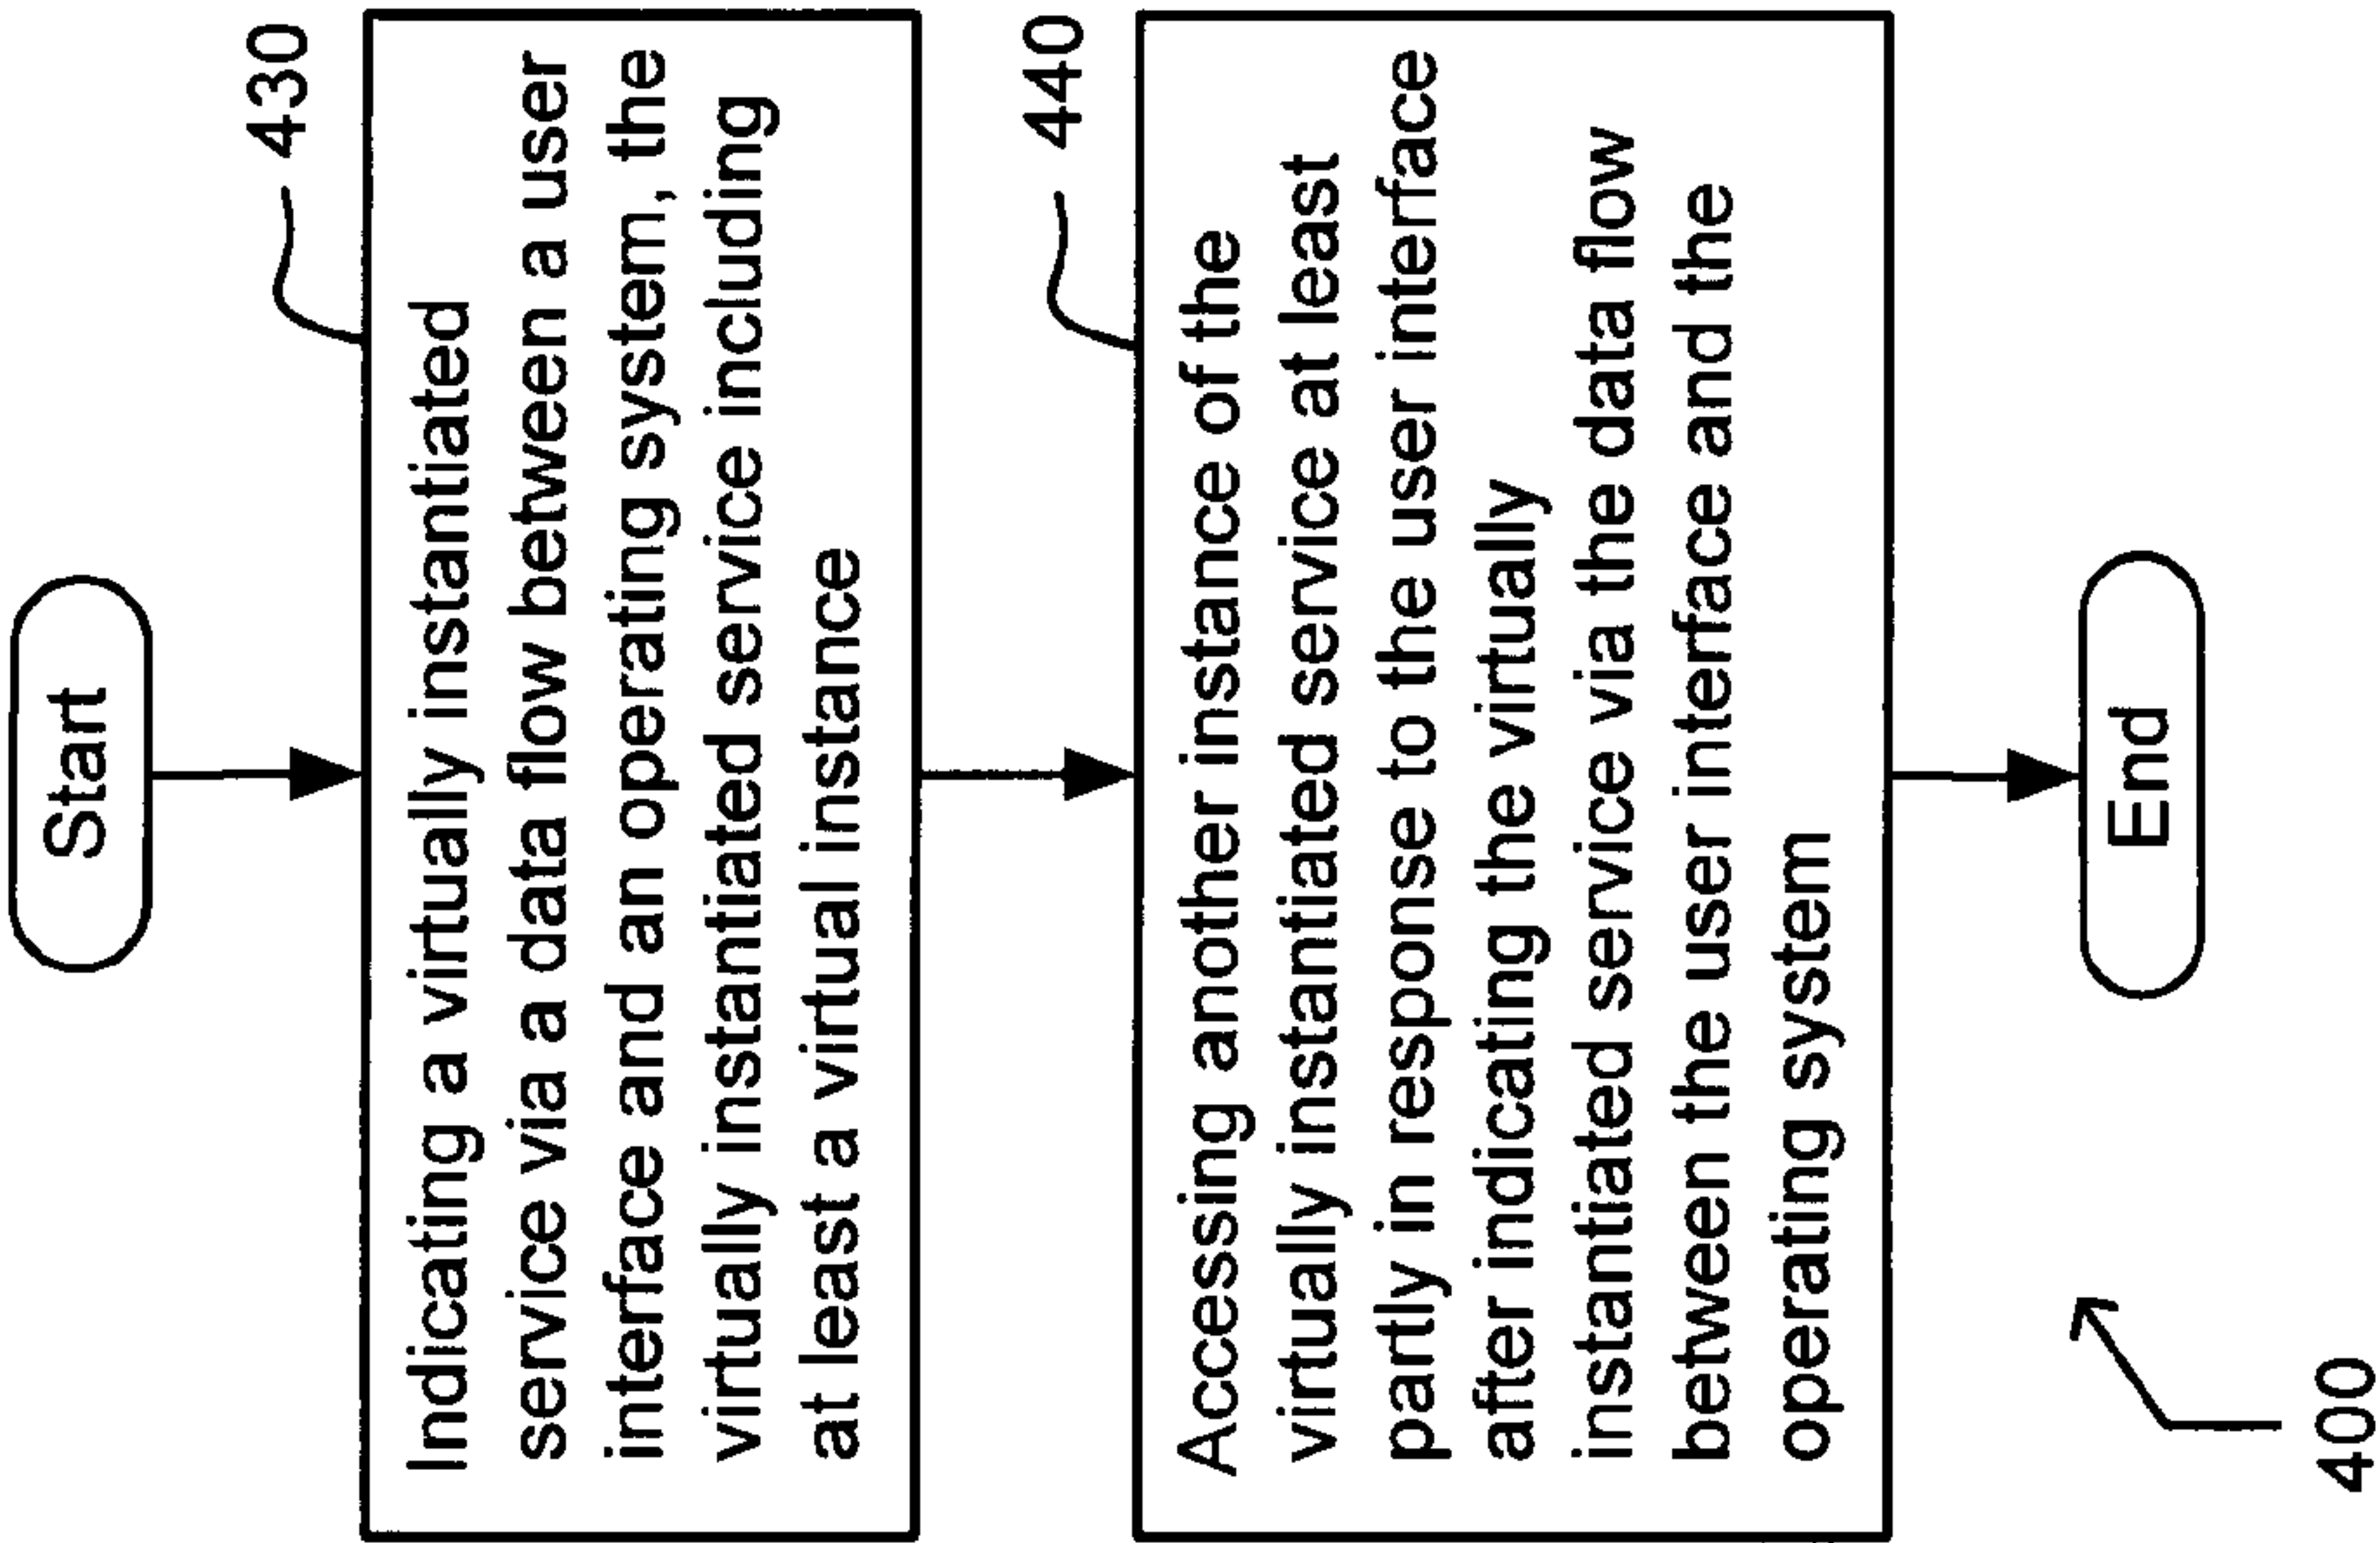 Start
430
Indicating a virtually instantiated
service via a data flow between a user
interface and an operating system, the
virtually instantiated service including
at least a virtual instance
440
Accessing another instance of the
virtually instantiated service at least
partly in response to the user interface
after indicating the virtually
instantiated service via the data flow
between the user interface and the
operating system
End
400